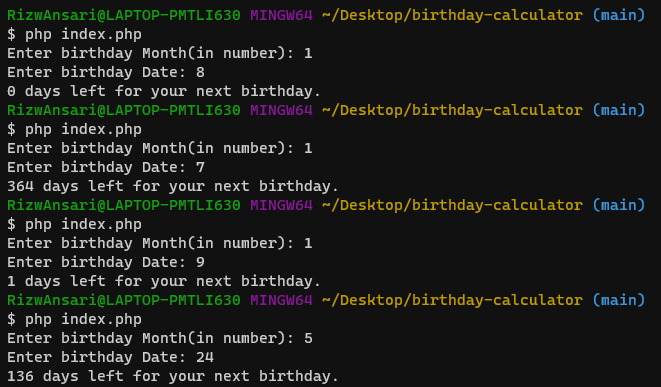 RizwAnsari@LAPTOP-PMTLI630 MINGW64 ~/Desktop/birthday-calculator (main)
$ php index.php
Enter birthday Month(in number): 1
Enter birthday Date: 8
0 days left for your next birthday.
RizwAnsari@LAPTOP-PMTLI630 MINGW64 ~/Desktop/birthday-calculator (main)
$ php index.php
Enter birthday Month(in number): 1
Enter birthday Date: 7
364 days left for your next birthday.
RizwAnsari@LAPTOP-PMTLI630 MINGW64 ~/Desktop/birthday-calculator (main)
$ php index.php
Enter birthday Month(in number): 1
Enter birthday Date: 9
1 days left for your next birthday.
RizwAnsari@LAPTOP-PMTLI630 MINGW64 ~/Desktop/birthday-calculator (main)
$ php index.php
Enter birthday Month(in number): 5
Enter birthday Date: 24
136 days left for your next birthday.